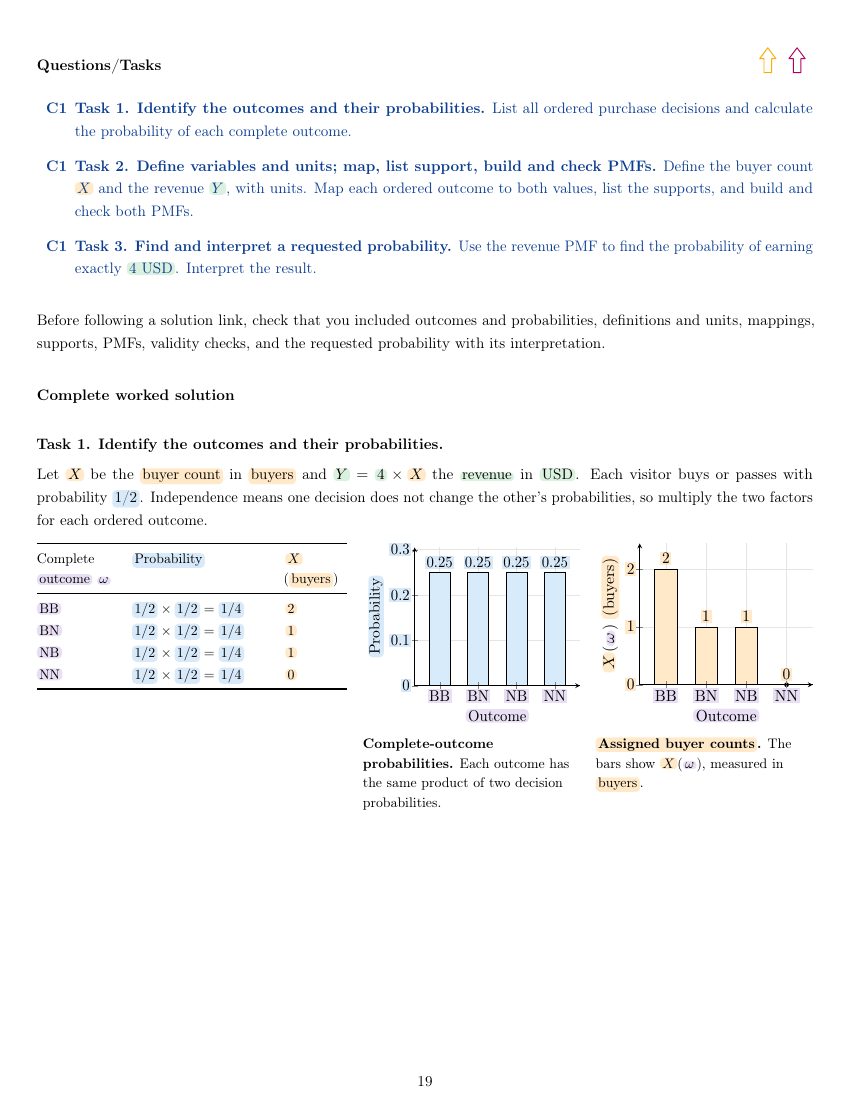 Questions/Tasks
C1 Task 1. Identify the outcomes and their probabilities. List all ordered purchase decisions and calculate
the probability of each complete outcome.
C1 Task 2. Define variables and units; map, list support, build and check PMFs. Define the buyer count
X and the revenue Y, with units. Map each ordered outcome to both values, list the supports, and build and
check both PMFs.
C1 Task 3. Find and interpret a requested probability. Use the revenue PMF to find the probability of earning
exactly 4 USD. Interpret the result.
Before following a solution link, check that you included outcomes and probabilities, definitions and units, mappings,
supports, PMFs, validity checks, and the requested probability with its interpretation.
Complete worked solution
Task 1. Identify the outcomes and their probabilities.
Let X be the buyer count in buyers and Y = 4 × X the revenue in USD. Each visitor buys or passes with
probability 1/2. Independence means one decision does not change the other's probabilities, so multiply the two factors
for each ordered outcome.
Complete Probability X
outcome ω (buyers)
BB 1/2 × 1/2 = 1/4 2
BN 1/2 × 1/2 = 1/4 1
NB 1/2 × 1/2 = 1/4 1
NN 1/2 × 1/2 = 1/4 0
Probability
0.3
0.2
0.1
0
0.25 0.25 0.25 0.25
BB BN NB NN
Outcome
Complete-outcome
probabilities. Each outcome has
the same product of two decision
probabilities.
X(ω) (buyers)
2
1
0
2 1 1 0
BB BN NB NN
Outcome
Assigned buyer counts. The
bars show X(ω), measured in
buyers.
19